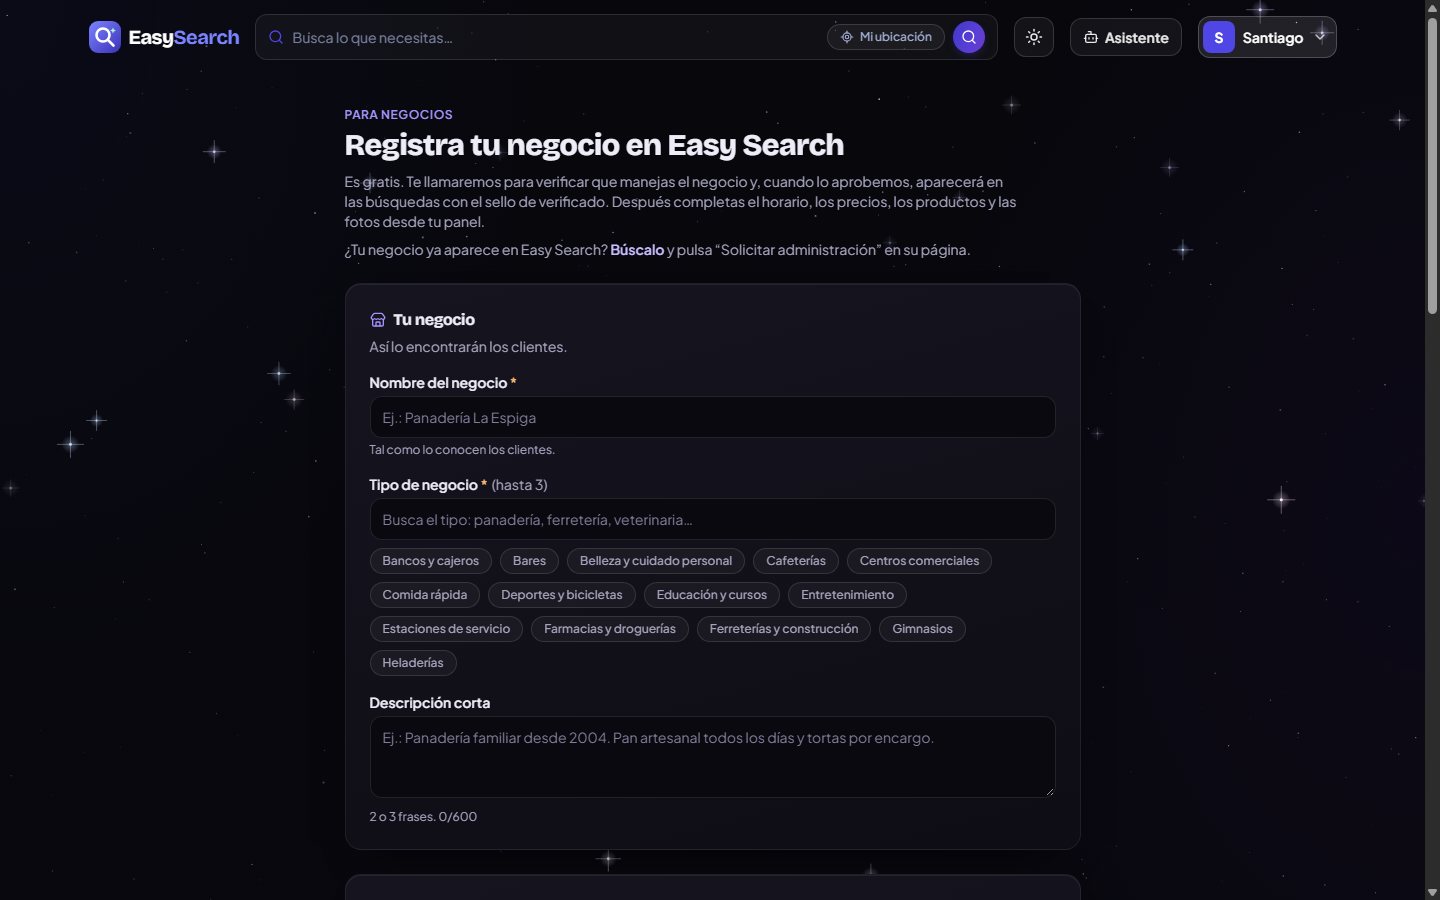 EasySearch
Busca lo que necesitas...
Mi ubicación
Asistente
S
Santiago
PARA NEGOCIOS
Registra tu negocio en Easy Search
Es gratis. Te llamaremos para verificar que manejas el negocio y, cuando lo aprobemos, aparecerá en
las búsquedas con el sello de verificado. Después completas el horario, los precios, los productos y las
fotos desde tu panel.
¿Tu negocio ya aparece en Easy Search? Búscalo y pulsa “Solicitar administración” en su página.
Tu negocio
Así lo encontrarán los clientes.
Nombre del negocio *
Ej.: Panadería La Espiga
Tal como lo conocen los clientes.
Tipo de negocio * (hasta 3)
Busca el tipo: panadería, ferretería, veterinaria...
Bancos y cajeros
Bares
Belleza y cuidado personal
Cafeterías
Centros comerciales
Comida rápida
Deportes y bicicletas
Educación y cursos
Entretenimiento
Estaciones de servicio
Farmacias y droguerías
Ferreterías y construcción
Gimnasios
Heladerías
Descripción corta
Ej.: Panadería familiar desde 2004. Pan artesanal todos los días y tortas por encargo.
2 o 3 frases. 0/600